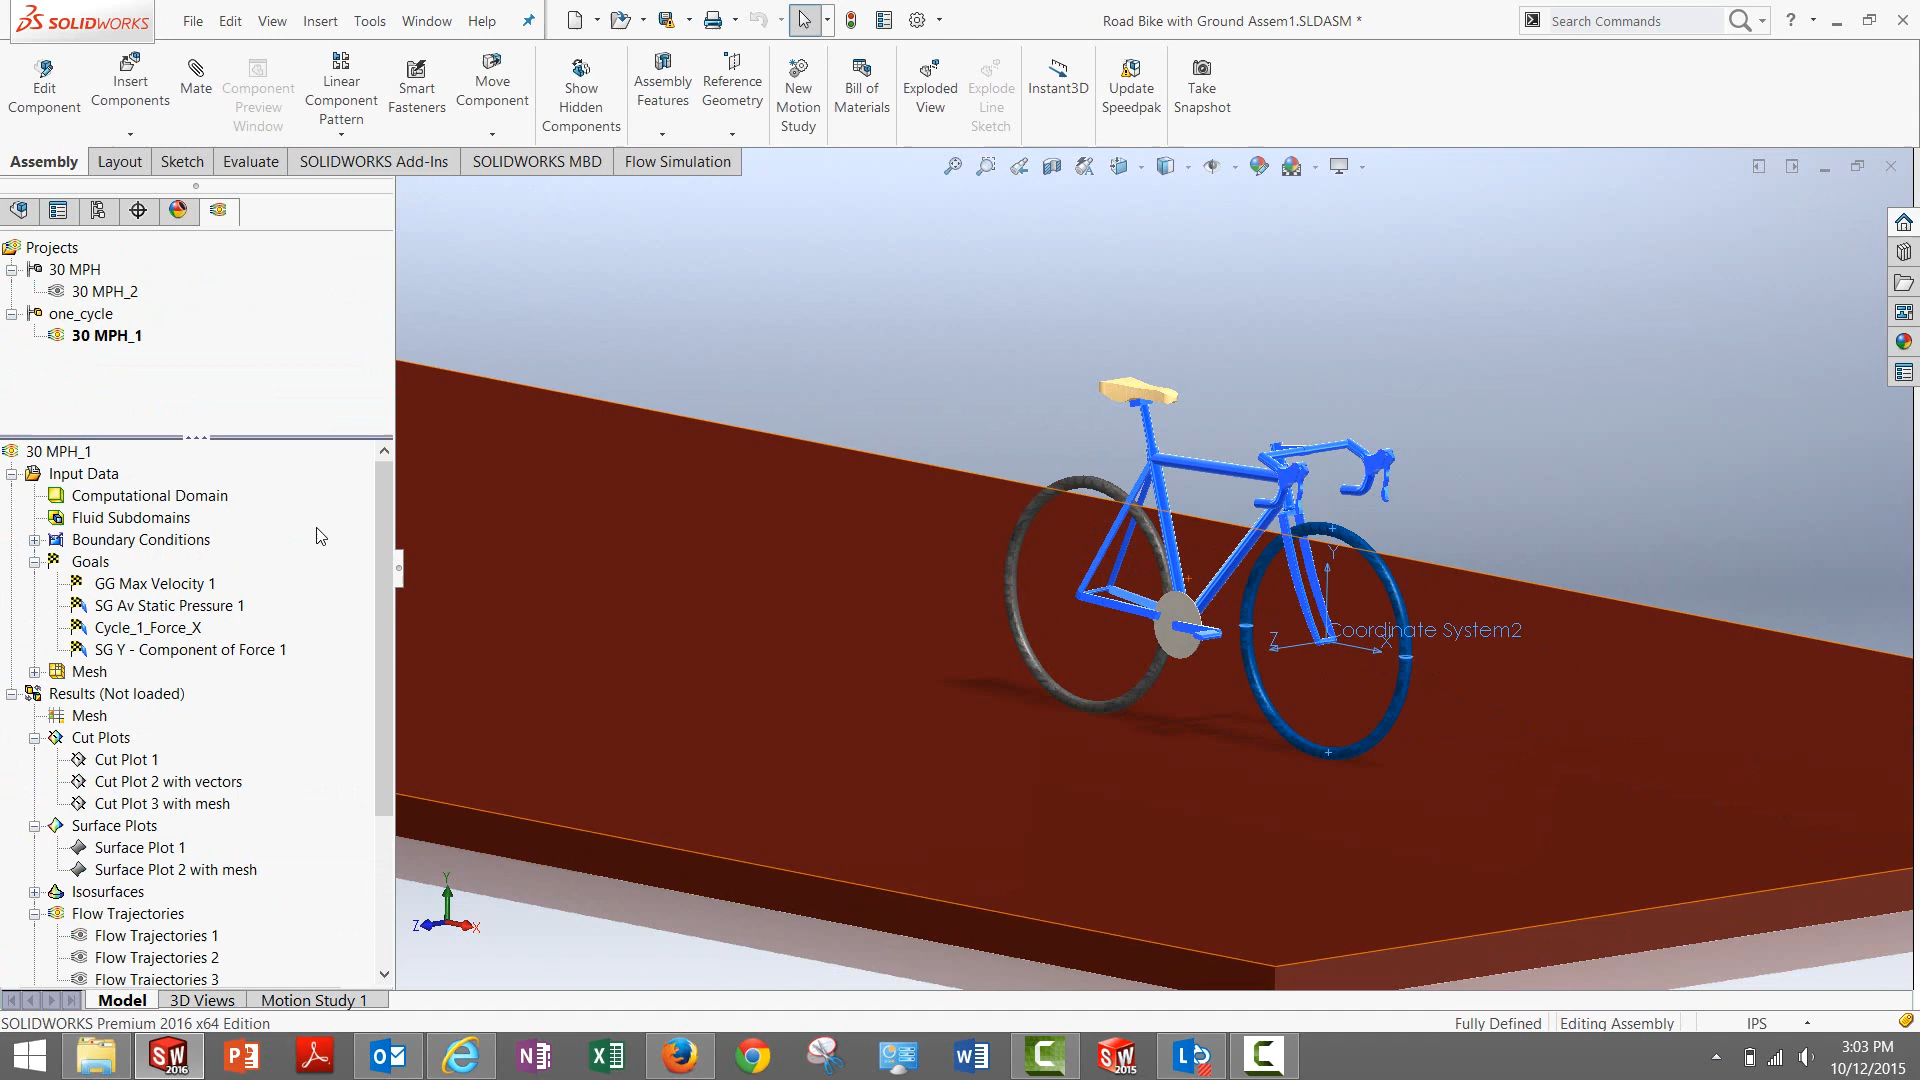 SOLIDWORKS
File Edit View Insert Tools Window Help
Road Bike with Ground Assem1.SLDASM *
Search Commands
Edit Component
Insert Components
Mate
Component Preview Window
Linear Component Pattern
Smart Fasteners
Move Component
Show Hidden Components
Assembly Features
Reference Geometry
New Motion Study
Bill of Materials
Exploded View
Explode Line Sketch
Instant3D
Update Speedpak
Take Snapshot
Assembly Layout Sketch Evaluate SOLIDWORKS Add-Ins SOLIDWORKS MBD Flow Simulation
Projects
30 MPH
30 MPH_2
one_cycle
30 MPH_1
30 MPH_1
Input Data
Computational Domain
Fluid Subdomains
Boundary Conditions
Goals
GG Max Velocity 1
SG Av Static Pressure 1
Cycle_1_Force_X
SG Y - Component of Force 1
Mesh
Results (Not loaded)
Mesh
Cut Plots
Cut Plot 1
Cut Plot 2 with vectors
Cut Plot 3 with mesh
Surface Plots
Surface Plot 1
Surface Plot 2 with mesh
Isosurfaces
Flow Trajectories
Flow Trajectories 1
Flow Trajectories 2
Flow Trajectories 3
Y
Coordinate System2
Z X
Y
Z X
Model 3D Views Motion Study 1
SOLIDWORKS Premium 2016 x64 Edition
Fully Defined Editing Assembly IPS
SW 2016
SW 2015
3:03 PM
10/12/2015